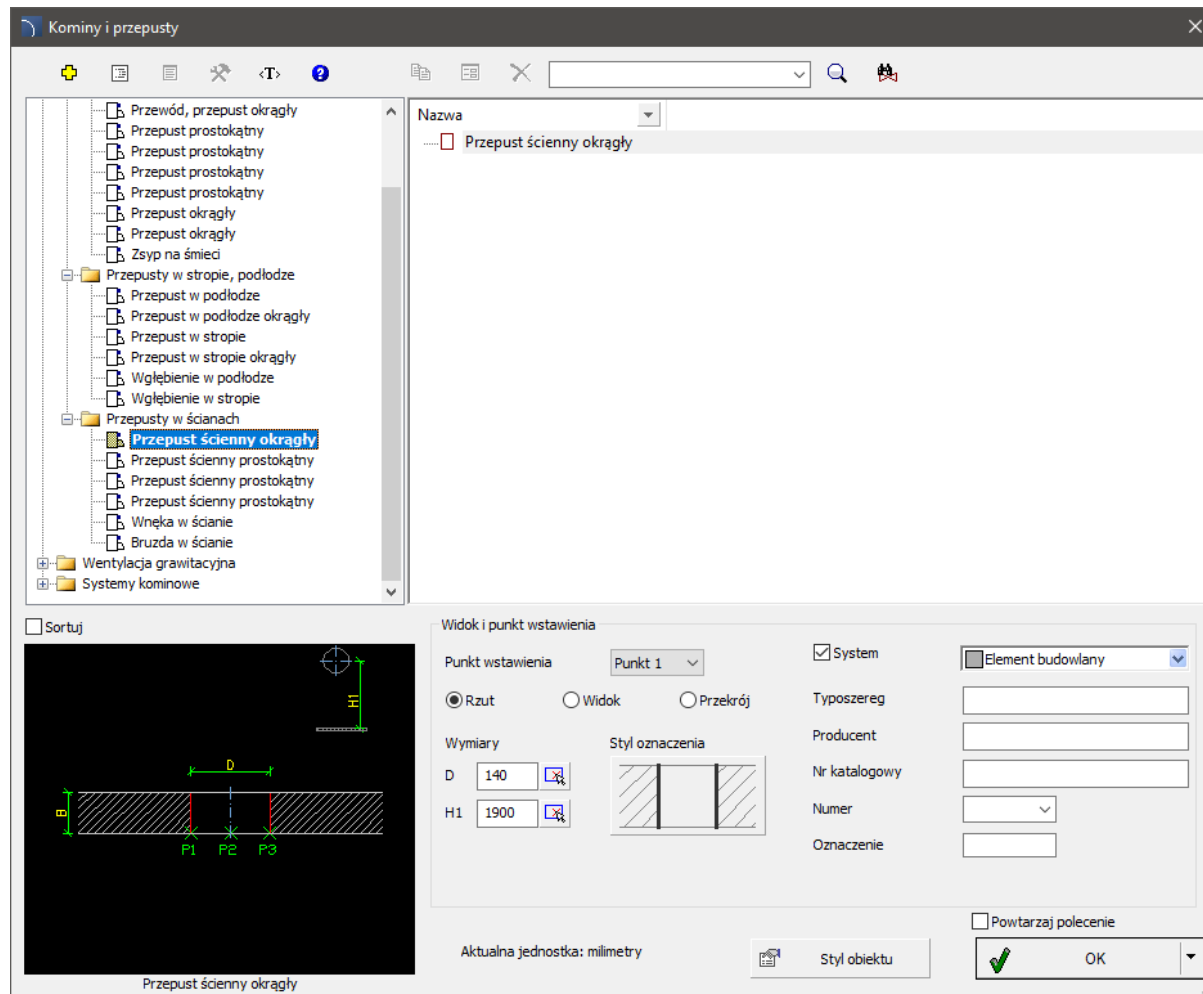 Kominy i przepusty
<T>
Przewód, przepust okrągły
Przepust prostokątny
Przepust prostokątny
Przepust prostokątny
Przepust prostokątny
Przepust okrągły
Przepust okrągły
Zsyp na śmieci
Przepusty w stropie, podłodze
Przepust w podłodze
Przepust w podłodze okrągły
Przepust w stropie
Przepust w stropie okrągły
Wgłębienie w podłodze
Wgłębienie w stropie
Przepusty w ścianach
Przepust ścienny okrągły
Przepust ścienny prostokątny
Przepust ścienny prostokątny
Przepust ścienny prostokątny
Wnęka w ścianie
Bruzda w ścianie
Wentylacja grawitacyjna
Systemy kominowe
Nazwa
Przepust ścienny okrągły
Sortuj
H1
D
B
P1 P2 P3
Przepust ścienny okrągły
Widok i punkt wstawienia
Punkt wstawienia Punkt 1
Rzut Widok Przekrój
Wymiary Styl oznaczenia
D 140
H1 1900
System Element budowlany
Typoszereg
Producent
Nr katalogowy
Numer
Oznaczenie
Powtarzaj polecenie
Aktualna jednostka: milimetry
Styl obiektu
OK